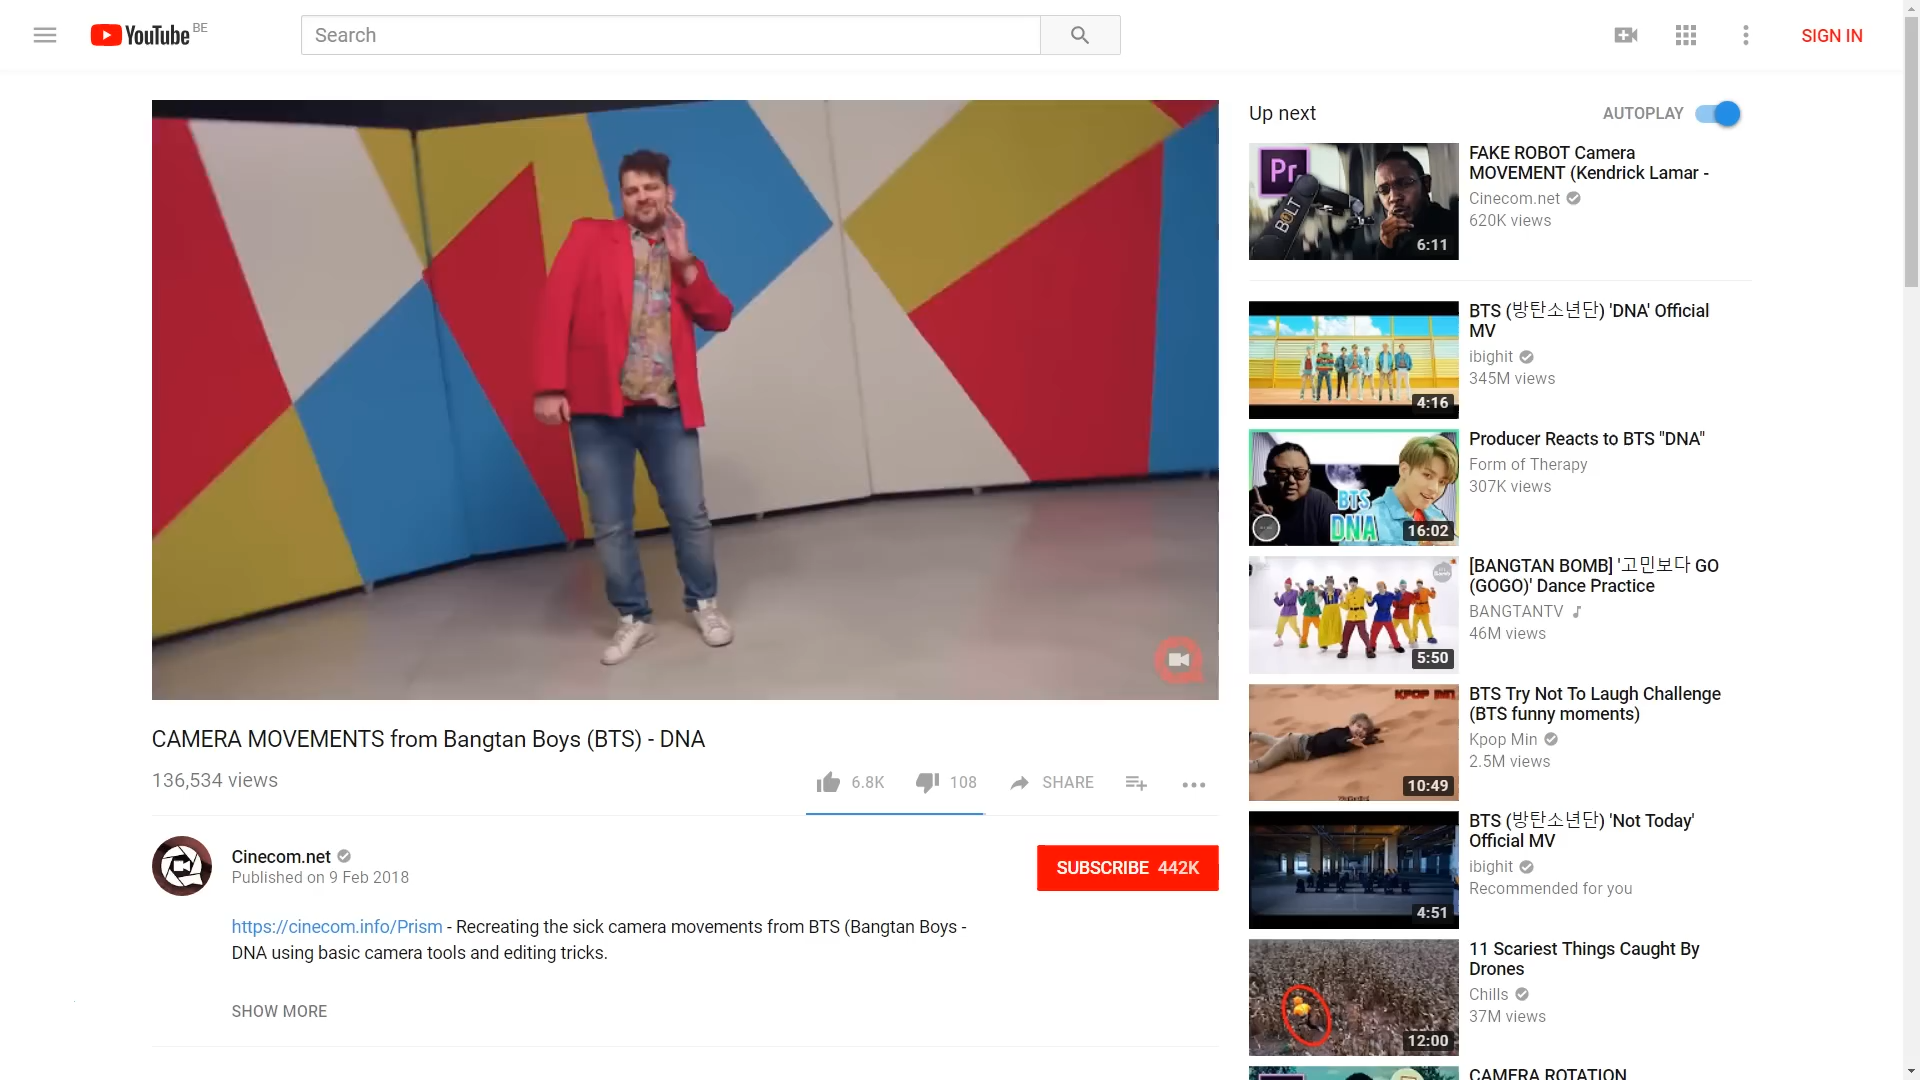 YouTube BE
Search
SIGN IN
Up next
AUTOPLAY
Pr
BOLT
6:11
FAKE ROBOT Camera
MOVEMENT (Kendrick Lamar -
Cinecom.net
620K views
4:16
BTS (방탄소년단) 'DNA' Official
MV
ibighit
345M views
BTS
DNA
16:02
Producer Reacts to BTS "DNA"
Form of Therapy
307K views
5:50
[BANGTAN BOMB] '고민보다 GO
(GOGO)' Dance Practice
BANGTANTV
46M views
KPOP MIN
10:49
BTS Try Not To Laugh Challenge
(BTS funny moments)
Kpop Min
2.5M views
4:51
BTS (방탄소년단) 'Not Today'
Official MV
ibighit
Recommended for you
12:00
11 Scariest Things Caught By
Drones
Chills
37M views
CAMERA ROTATION
CAMERA MOVEMENTS from Bangtan Boys (BTS) - DNA
136,534 views
6.8K
108
SHARE
Cinecom.net
Published on 9 Feb 2018
SUBSCRIBE 442K
https://cinecom.info/Prism - Recreating the sick camera movements from BTS (Bangtan Boys -
DNA using basic camera tools and editing tricks.
SHOW MORE